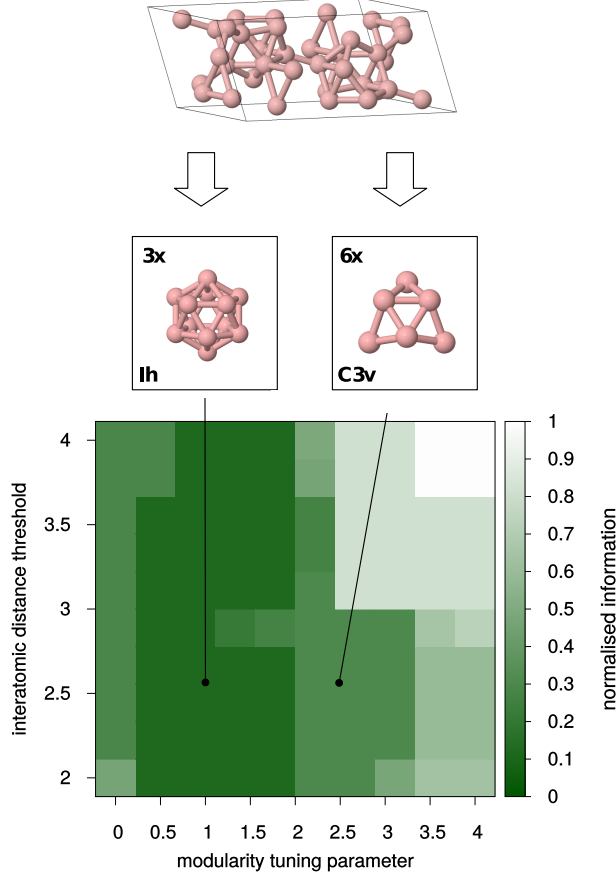 3x
6x
Ih
C3v
interatomic distance threshold
4
3.5
3
2.5
2
0 0.5 1 1.5 2 2.5 3 3.5 4
modularity tuning parameter
1
0.9
0.8
0.7
0.6
0.5
0.4
0.3
0.2
0.1
0
normalised information